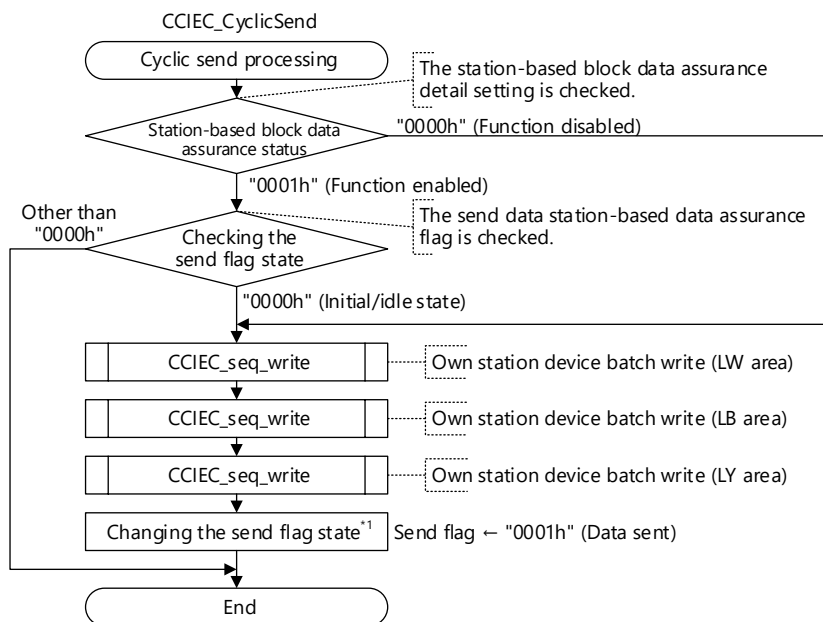 CCIEC_CyclicSend
Cyclic send processing
The station-based block data assurance
detail setting is checked.
Station-based block data
assurance status
"0000h" (Function disabled)
"0001h" (Function enabled)
Other than
"0000h"
The send data station-based data assurance
flag is checked.
Checking the
send flag state
"0000h" (Initial/idle state)
CCIEC_seq_write
Own station device batch write (LW area)
CCIEC_seq_write
Own station device batch write (LB area)
CCIEC_seq_write
Own station device batch write (LY area)
Changing the send flag state*1
Send flag ← "0001h" (Data sent)
End